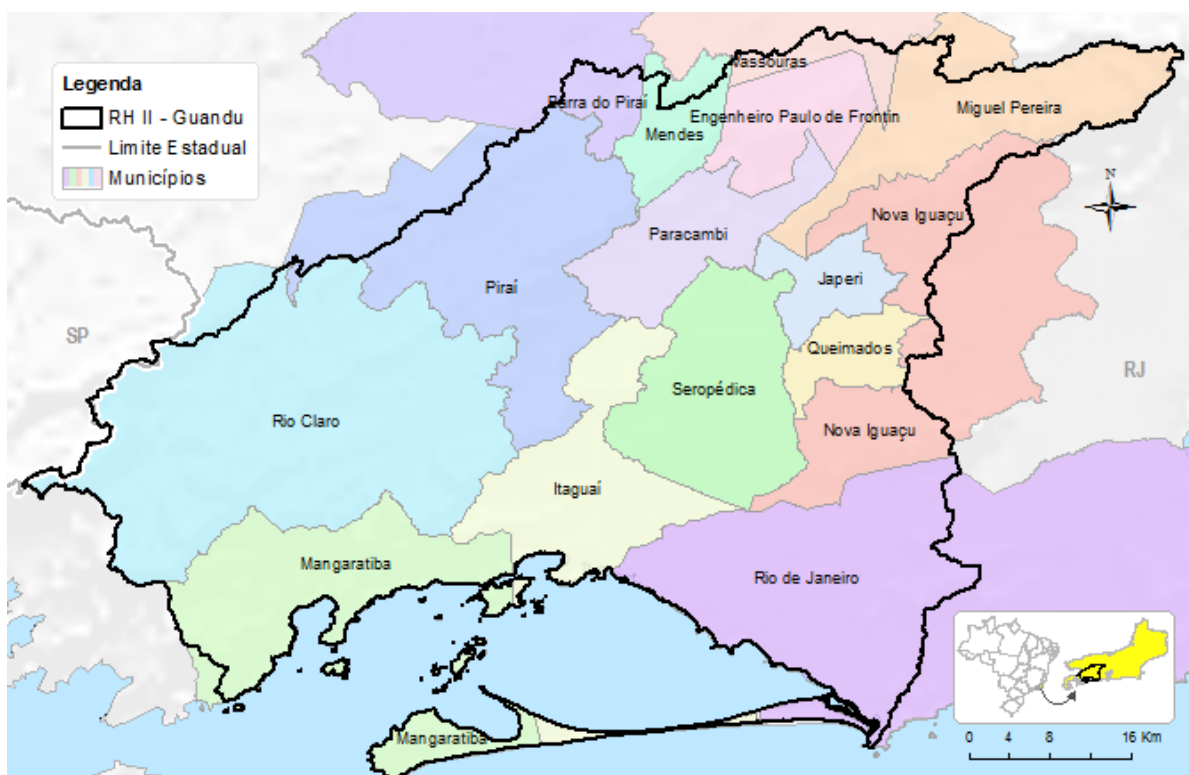 Legenda
RH II - Guandu
Limite Estadual
Municípios
Vassouras
Barra do Piraí
Mendes
Engenheiro Paulo de Frontin
Miguel Pereira
N
Nova Iguaçu
Paracambi
Japeri
Piraí
SP
Queimados
RJ
Seropédica
Rio Claro
Nova Iguaçu
Itaguaí
Mangaratiba
Rio de Janeiro
Mangaratiba
0 4 8 16 Km